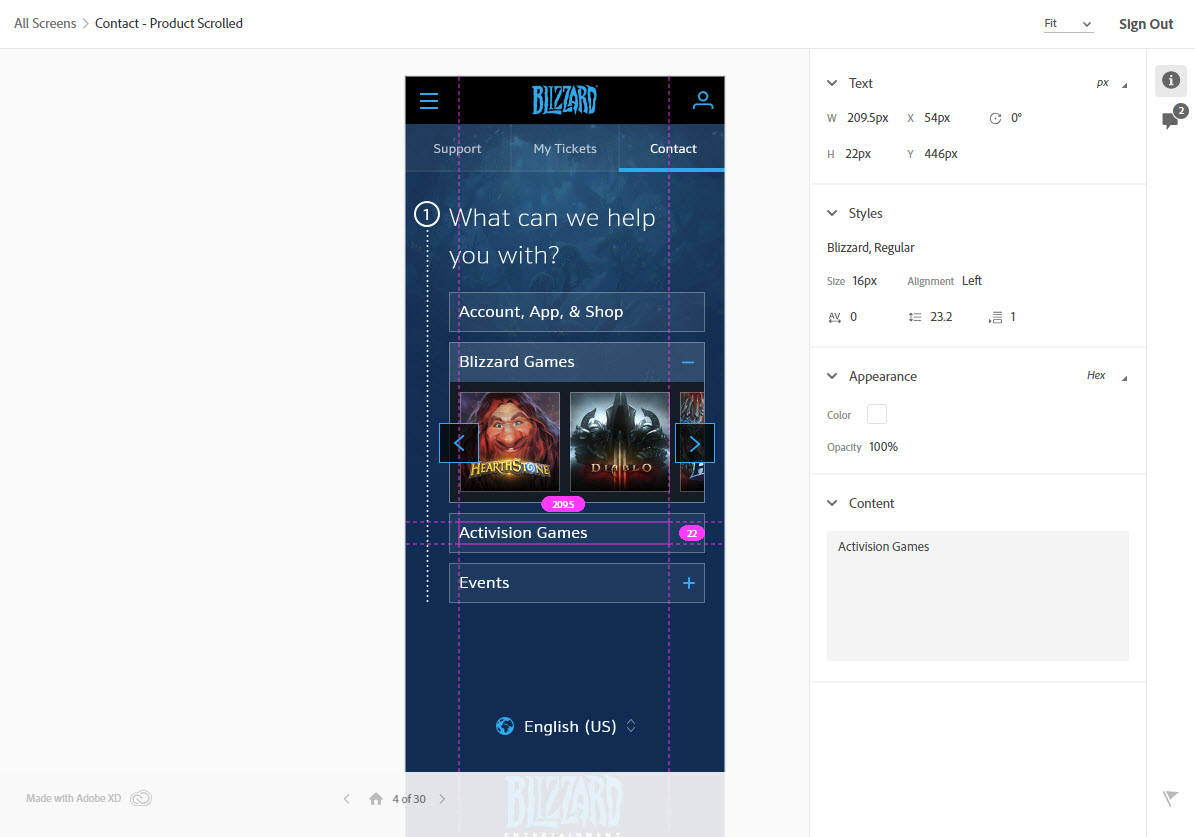 All Screens > Contact - Product Scrolled
Fit
Sign Out
BLIZZARD
Support
My Tickets
Contact
1
What can we help
you with?
Account, App, & Shop
Blizzard Games
HEARTHSTONE
DIABLO
209.5
Activision Games
22
Events
English (US)
BLIZZARD
ENTERTAINMENT
Made with Adobe XD
4 of 30
Text
px
W 209.5px X 54px 0°
H 22px Y 446px
Styles
Blizzard, Regular
Size 16px Alignment Left
AV 0 23.2 1
Appearance
Hex
Color
Opacity 100%
Content
Activision Games
2